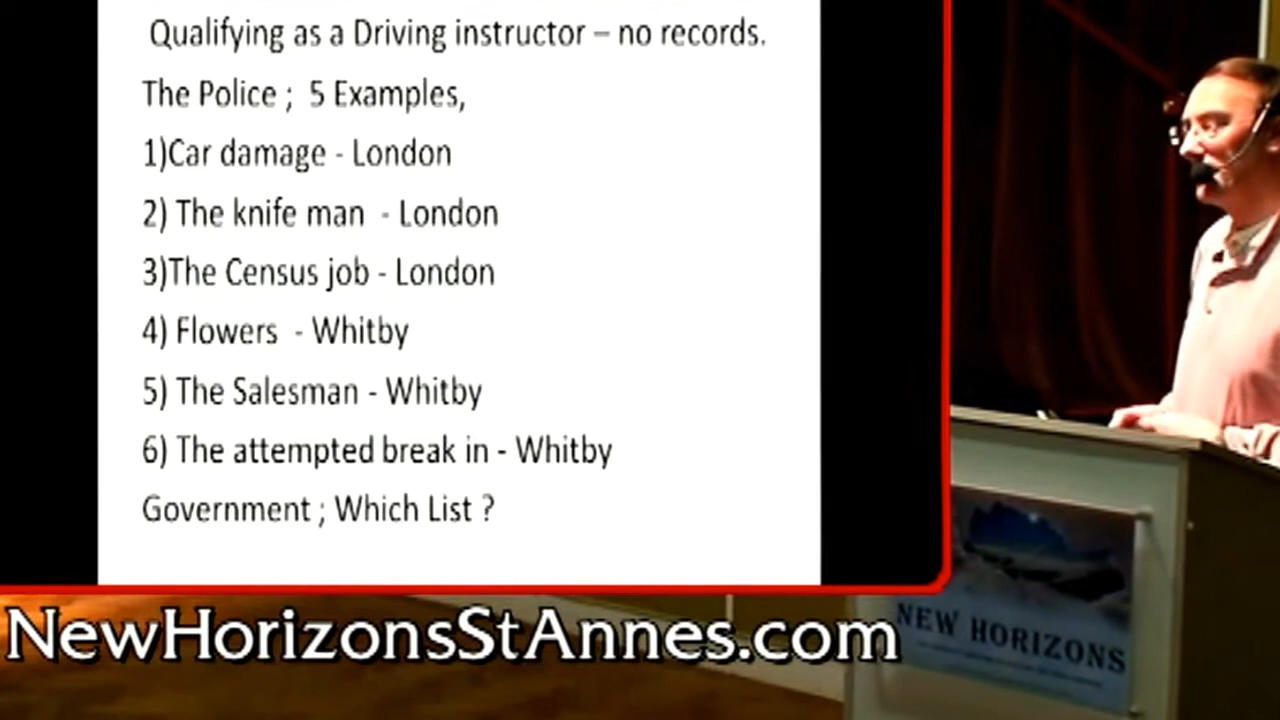 Qualifying as a Driving instructor – no records.
The Police ;  5 Examples,
1)Car damage - London
2) The knife man  - London
3)The Census job - London
4) Flowers  - Whitby
5) The Salesman - Whitby
6) The attempted break in - Whitby
Government ; Which List ?
NewHorizonsStAnnes.com
NEW HORIZONS